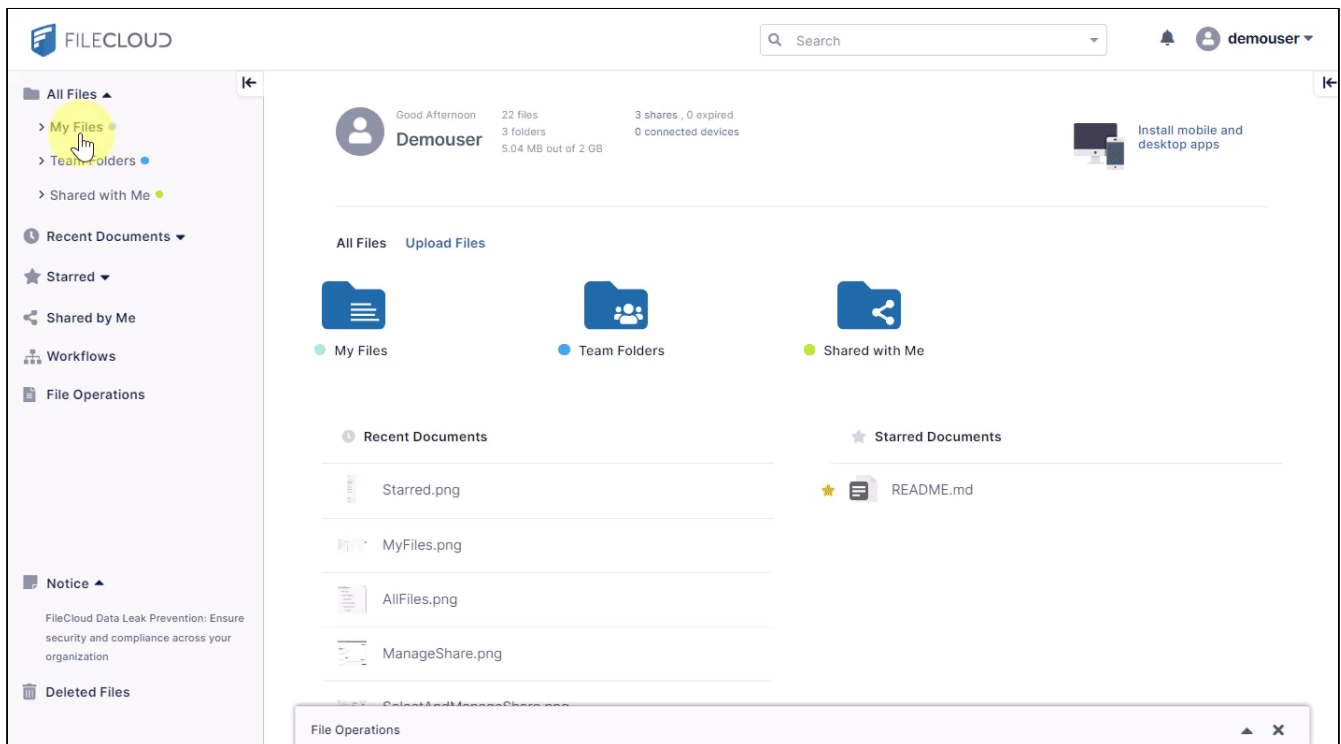 FILECLOUD
Search
demouser
All Files
My Files
Team Folders
Shared with Me
Recent Documents
Starred
Shared by Me
Workflows
File Operations
Notice
FileCloud Data Leak Prevention: Ensure
security and compliance across your
organization
Deleted Files
Good Afternoon
Demouser
22 files
3 folders
5.04 MB out of 2 GB
3 shares , 0 expired
0 connected devices
Install mobile and
desktop apps
All Files Upload Files
My Files
Team Folders
Shared with Me
Recent Documents
Starred.png
MyFiles.png
AllFiles.png
ManageShare.png
SelectAndManageShare.png
Starred Documents
README.md
File Operations